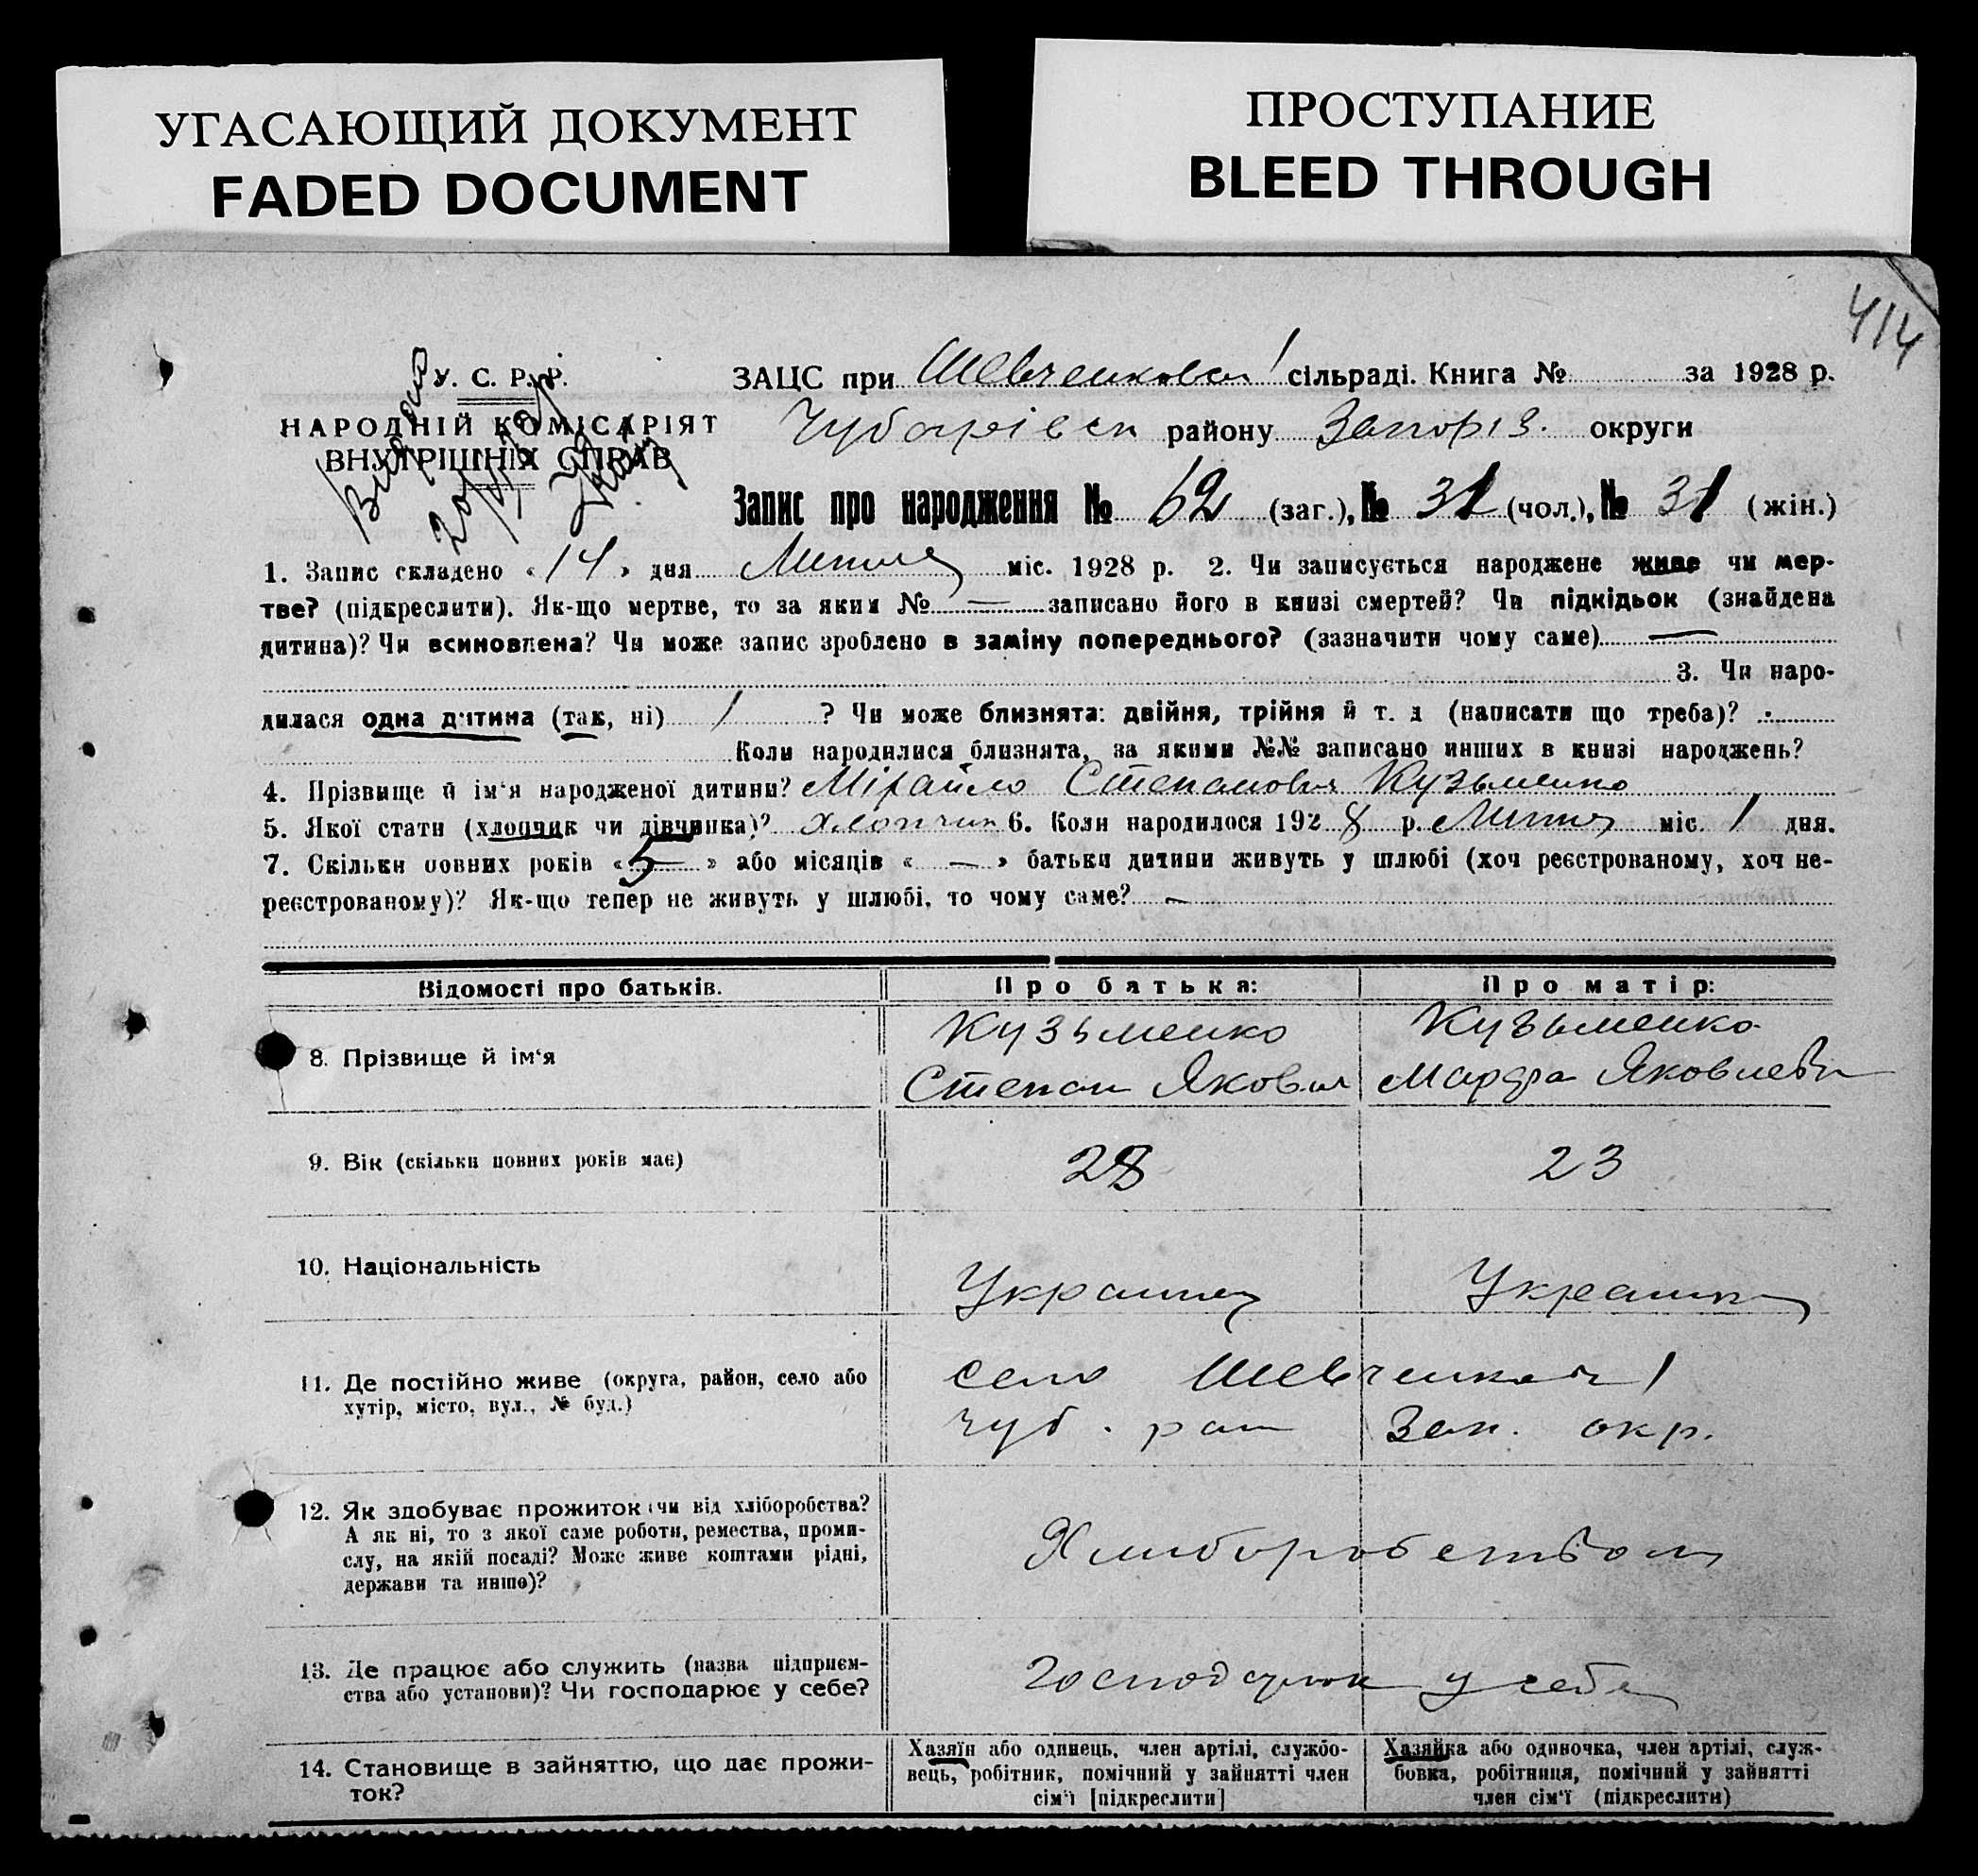 УГАСАЮЩИЙ ДОКУМЕНТ
FADED DOCUMENT
ПРОСТУПАНИЕ
BLEED THROUGH
414
У. С. Р. Р.
НАРОДНІЙ КОМІСАРІЯТ
ВНУТРІШНІХ СПРАВ
ЗАЦС при Шевченковск 1 сільраді. Книга № за 1928 р.
Чубарівск району Запоріз. округи
Запис про народження № 62 (заг.), № 31 (чол.), № 31 (жін.)
1. Запис складено «14» дня Липня міс. 1928 р. 2. Чи записується народжене живе чи мер-
тве? (підкреслити). Як-що мертве, то за яким № — записано його в книзі смертей? Чи підкідьок (знайдена
дитина)? Чи всиновлена? Чи може запис зроблено в заміну попереднього? (зазначити чому саме) —
3. Чи наро-
дилася одна дитина (так, ні) 1 ? Чи може близнята: двійня, трійня й т. д (написати що треба)?
Коли народилися близнята, за якими №№ записано инших в книзі народжень?
4. Прізвище й ім'я народженої дитини? Міхайло Степанович Кузьменко
5. Якої стати (хлопчик чи дівчинка)? Хлопчик 6. Коли народилося 1928 р. Липня міс. 1 дня.
7. Скільки повних років «5» або місяців « — » батьки дитини живуть у шлюбі (хоч реєстрованому, хоч не-
реєстрованому)? Як-що тепер не живуть у шлюбі, то чому саме? —
Відомості про батьків. Про батька: Про матір:
8. Прізвище й ім'я Кузьменко Степан Яковл Кузьменко Марфа Яковлевн
9. Вік (скільки повних років має) 28 23
10. Національність Украинец Украинк
11. Де постійно живе (округа, район, село або
хутір, місто, вул., № буд.)
село Шевченков 1
Чуб. рай Зап. окр.
12. Як здобуває прожиток (чи від хліборобства?
А як ні, то з якої саме роботи, ремества, проми-
слу, на якій посаді? Може живе коштами рідні,
держави та инше)?
Хлиборобством
13. Де працює або служить (назва підприєм-
ства або установи)? Чи господарює у себе?
Господарюе у себе
14. Становище в зайняттю, що дає прожи-
ток?
Хазяїн або одинець, член артілі, службо-
вець, робітник, помічний у зайнятті член
сім'ї [підкреслити]
Хазяйка або одиночка, член артілі, служ-
бовка, робітниця, помічний у зайнятті
член сім'ї (підкреслити)